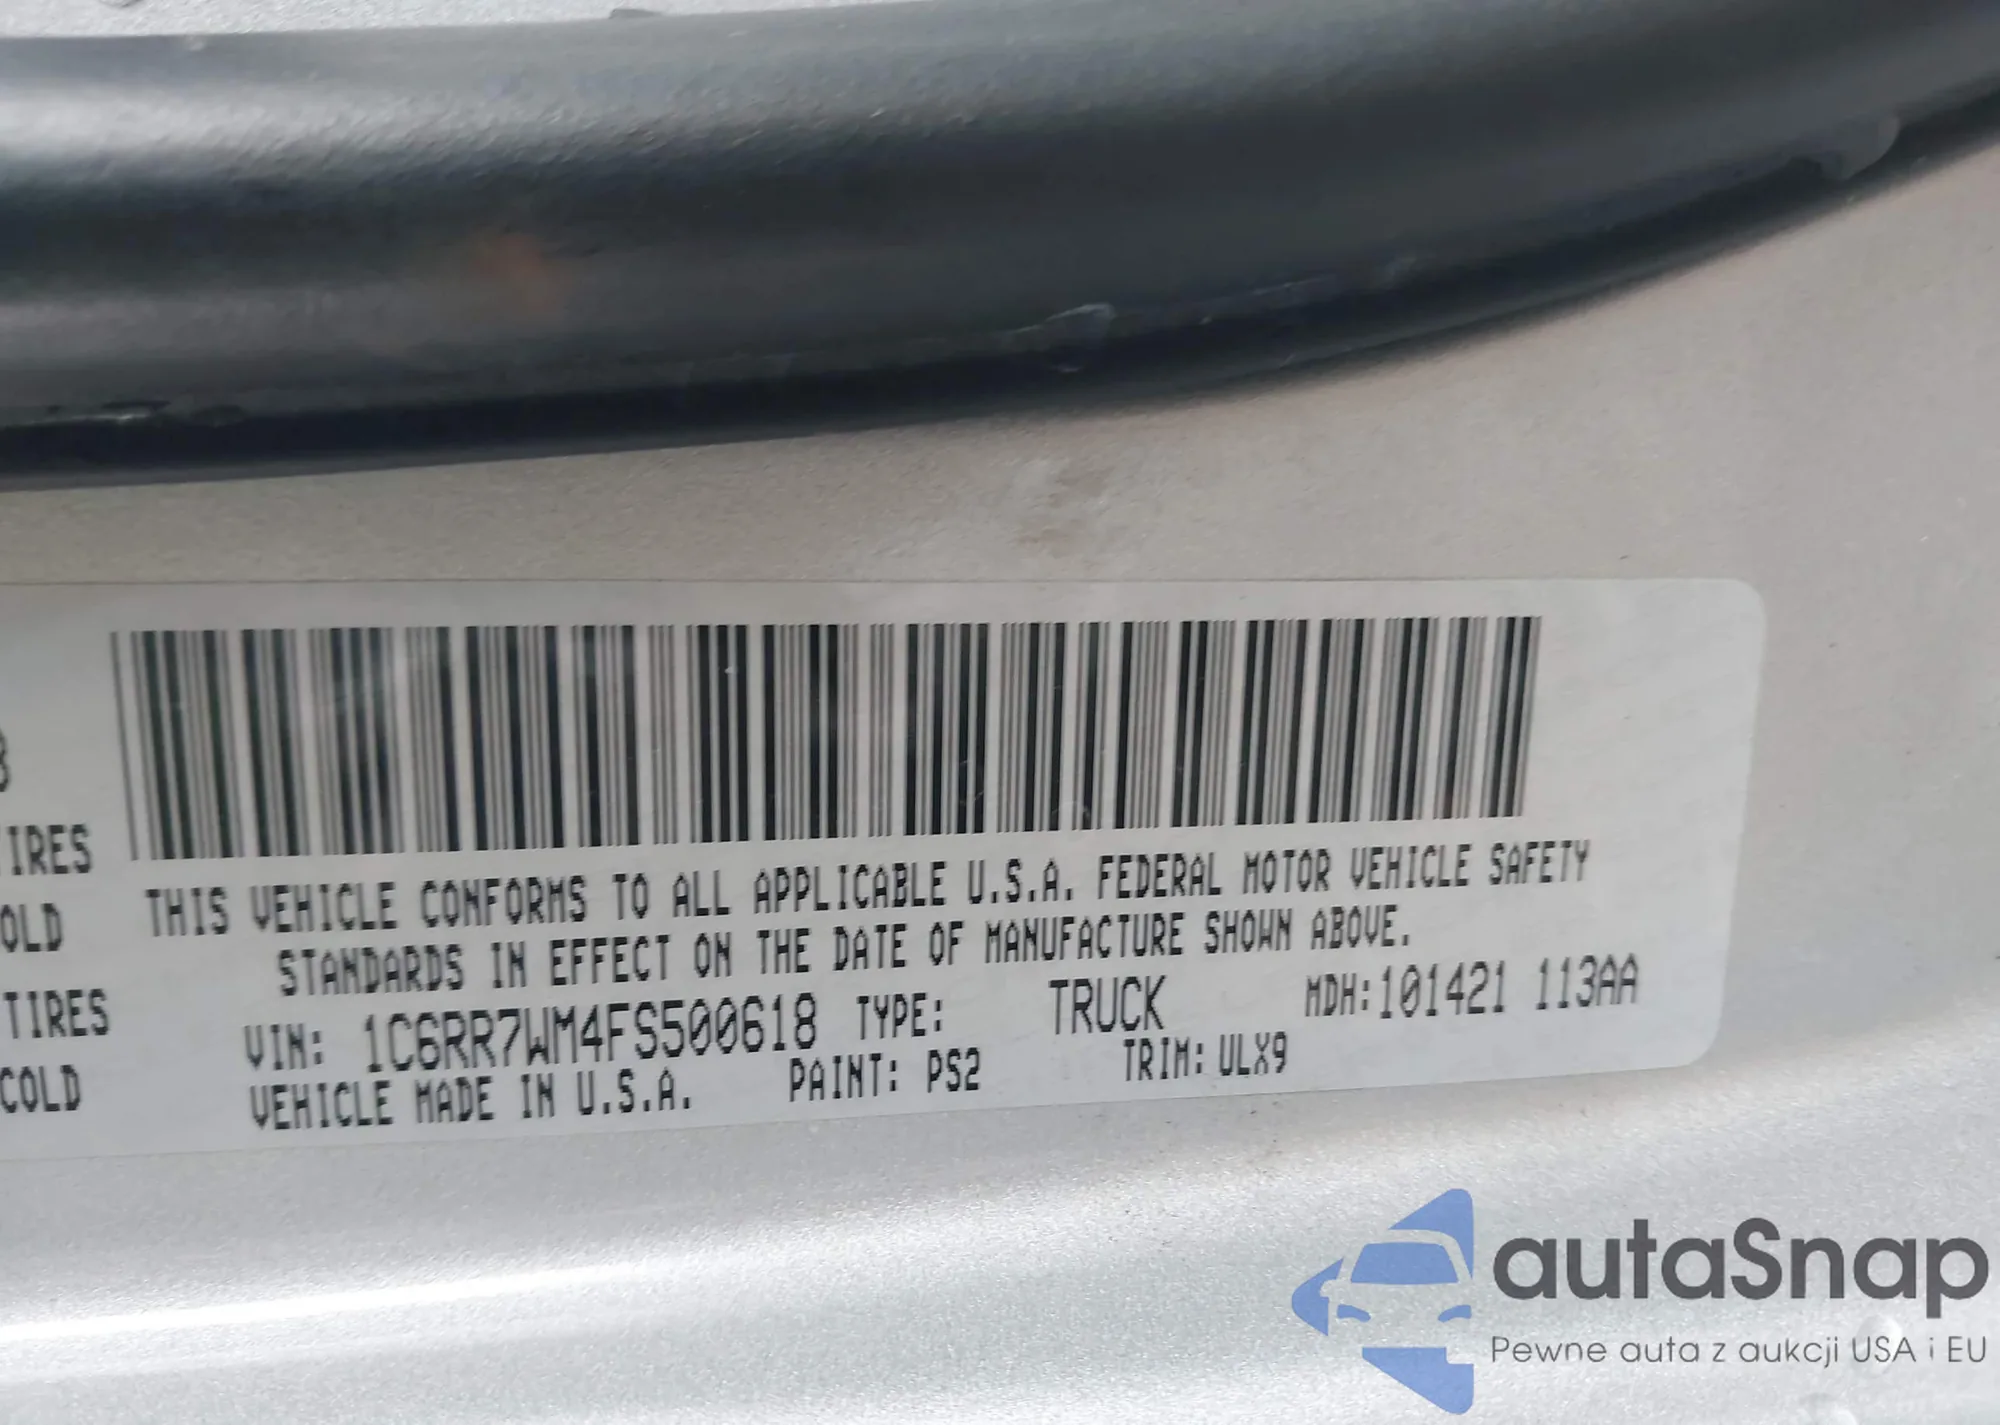 IRES
OLD
TIRES
COLD
THIS VEHICLE CONFORMS TO ALL APPLICABLE U.S.A. FEDERAL MOTOR VEHICLE SAFETY
STANDARDS IN EFFECT ON THE DATE OF MANUFACTURE SHOWN ABOVE.
VIN: 1C6RR7WM4FS500618 TYPE: TRUCK MDH:101421 113AA
VEHICLE MADE IN U.S.A. PAINT: PS2 TRIM: ULX9
autaSnap
Pewne auta z aukcji USA i EU